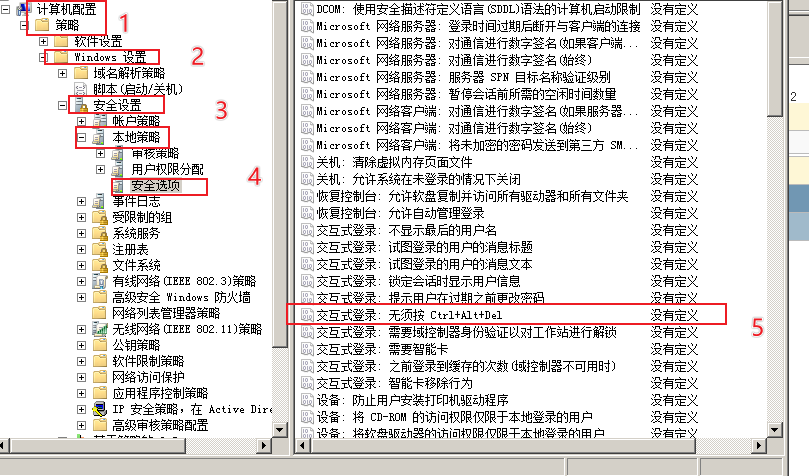 计算机配置
策略
1
软件设置
Windows 设置
2
域名解析策略
脚本(启动/关机)
安全设置
3
帐户策略
本地策略
审核策略
用户权限分配
4
安全选项
事件日志
受限制的组
系统服务
注册表
文件系统
有线网络(IEEE 802.3)策略
高级安全 Windows 防火墙
网络列表管理器策略
无线网络(IEEE 802.11)策略
公钥策略
软件限制策略
网络访问保护
应用程序控制策略
IP 安全策略，在 Active Dire
高级审核策略配置
DCOM: 使用安全描述符定义语言(SDDL)语法的计算机启动限制 没有定义
Microsoft 网络服务器: 登录时间过期后断开与客户端的连接 没有定义
Microsoft 网络服务器: 对通信进行数字签名(如果客户端... 没有定义
Microsoft 网络服务器: 对通信进行数字签名(始终) 没有定义
Microsoft 网络服务器: 服务器 SPN 目标名称验证级别 没有定义
Microsoft 网络服务器: 暂停会话前所需的空闲时间数量 没有定义
Microsoft 网络客户端: 对通信进行数字签名(如果服务器... 没有定义
Microsoft 网络客户端: 对通信进行数字签名(始终) 没有定义
Microsoft 网络客户端: 将未加密的密码发送到第三方 SM... 没有定义
关机: 清除虚拟内存页面文件 没有定义
关机: 允许系统在未登录的情况下关闭 没有定义
恢复控制台: 允许软盘复制并访问所有驱动器和所有文件夹 没有定义
恢复控制台: 允许自动管理登录 没有定义
交互式登录: 不显示最后的用户名 没有定义
交互式登录: 试图登录的用户的消息标题 没有定义
交互式登录: 试图登录的用户的消息文本 没有定义
交互式登录: 锁定会话时显示用户信息 没有定义
交互式登录: 提示用户在过期之前更改密码 没有定义
交互式登录: 无须按 Ctrl+Alt+Del 没有定义
5
交互式登录: 需要域控制器身份验证以对工作站进行解锁 没有定义
交互式登录: 需要智能卡 没有定义
交互式登录: 之前登录到缓存的次数(域控制器不可用时) 没有定义
交互式登录: 智能卡移除行为 没有定义
设备: 防止用户安装打印机驱动程序 没有定义
设备: 将 CD-ROM 的访问权限仅限于本地登录的用户 没有定义
设备: 将软盘驱动器的访问权限仅限于本地登录的用户 没有定义
2